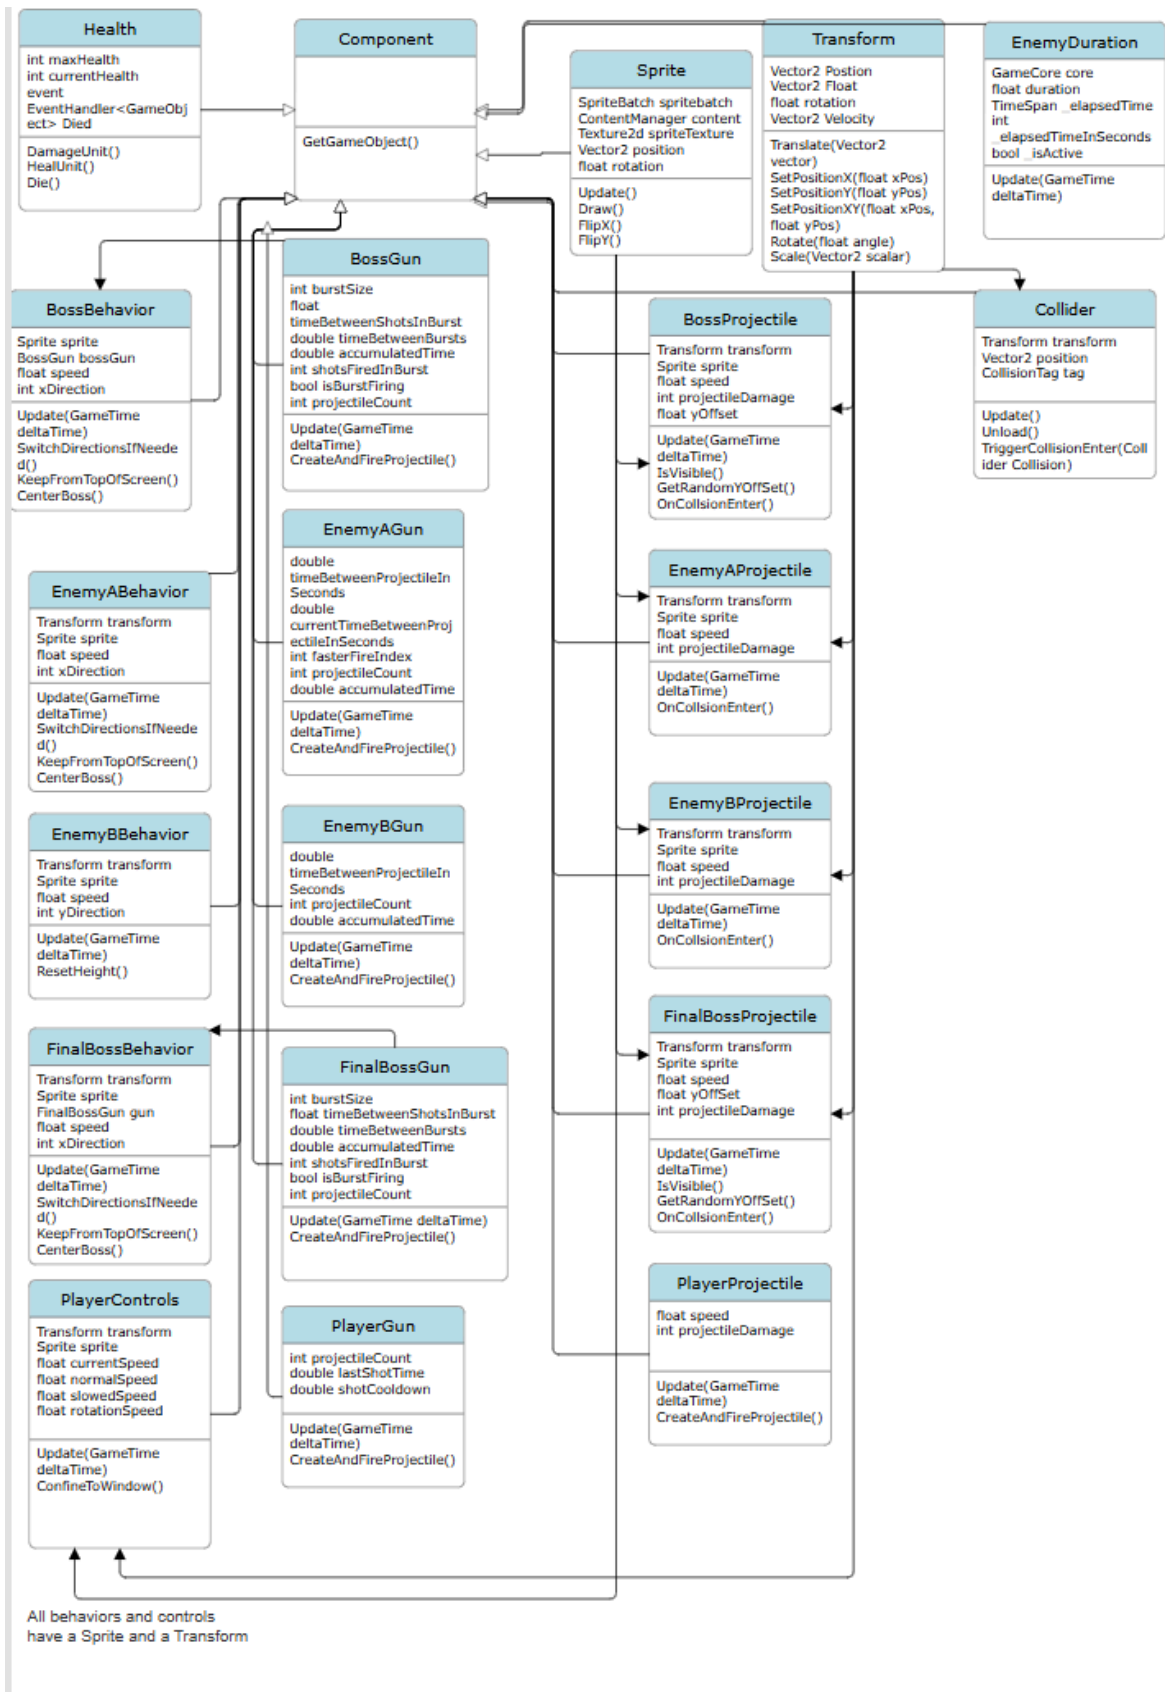 Health
int maxHealth
int currentHealth
event
EventHandler<GameObj
ect> Died
DamageUnit()
HealUnit()
Die()
Component
GetGameObject()
Sprite
SpriteBatch spritebatch
ContentManager content
Texture2d spriteTexture
Vector2 position
float rotation
Update()
Draw()
FlipX()
FlipY()
Transform
Vector2 Postion
Vector2 Float
float rotation
Vector2 Velocity
Translate(Vector2
vector)
SetPositionX(float xPos)
SetPositionY(float yPos)
SetPositionXY(float xPos,
float yPos)
Rotate(float angle)
Scale(Vector2 scalar)
EnemyDuration
GameCore core
float duration
TimeSpan _elapsedTime
int
_elapsedTimeInSeconds
bool _isActive
Update(GameTime
deltaTime)
BossBehavior
Sprite sprite
BossGun bossGun
float speed
int xDirection
Update(GameTime
deltaTime)
SwitchDirectionsIfNeede
d()
KeepFromTopOfScreen()
CenterBoss()
BossGun
int burstSize
float
timeBetweenShotsInBurst
double timeBetweenBursts
double accumulatedTime
int shotsFiredInBurst
bool isBurstFiring
int projectileCount
Update(GameTime
deltaTime)
CreateAndFireProjectile()
BossProjectile
Transform transform
Sprite sprite
float speed
int projectileDamage
float yOffset
Update(GameTime
deltaTime)
IsVisible()
GetRandomYOffSet()
OnCollsionEnter()
Collider
Transform transform
Vector2 position
CollisionTag tag
Update()
Unload()
TriggerCollisionEnter(Coll
ider Collision)
EnemyABehavior
Transform transform
Sprite sprite
float speed
int xDirection
Update(GameTime
deltaTime)
SwitchDirectionsIfNeede
d()
KeepFromTopOfScreen()
CenterBoss()
EnemyAGun
double
timeBetweenProjectileIn
Seconds
double
currentTimeBetweenProj
ectileInSeconds
int fasterFireIndex
int projectileCount
double accumulatedTime
Update(GameTime
deltaTime)
CreateAndFireProjectile()
EnemyAProjectile
Transform transform
Sprite sprite
float speed
int projectileDamage
Update(GameTime
deltaTime)
OnCollisionEnter()
EnemyBBehavior
Transform transform
Sprite sprite
float speed
int yDirection
Update(GameTime
deltaTime)
ResetHeight()
EnemyBGun
double
timeBetweenProjectileIn
Seconds
int projectileCount
double accumulatedTime
Update(GameTime
deltaTime)
CreateAndFireProjectile()
EnemyBProjectile
Transform transform
Sprite sprite
float speed
int projectileDamage
Update(GameTime
deltaTime)
OnCollisionEnter()
FinalBossBehavior
Transform transform
Sprite sprite
FinalBossGun gun
float speed
int xDirection
Update(GameTime
deltaTime)
SwitchDirectionsIfNeede
d()
KeepFromTopOfScreen()
CenterBoss()
FinalBossGun
int burstSize
float timeBetweenShotsInBurst
double timeBetweenBursts
double accumulatedTime
int shotsFiredInBurst
bool isBurstFiring
int projectileCount
Update(GameTime deltaTime)
CreateAndFireProjectile()
FinalBossProjectile
Transform transform
Sprite sprite
float speed
float yOffSet
int projectileDamage
Update(GameTime
deltaTime)
IsVisible()
GetRandomYOffSet()
OnCollisionEnter()
PlayerControls
Transform transform
Sprite sprite
float currentSpeed
float normalSpeed
float slowedSpeed
float rotationSpeed
Update(GameTime
deltaTime)
ConfineToWindow()
PlayerGun
int projectileCount
double lastShotTime
double shotCooldown
Update(GameTime
deltaTime)
CreateAndFireProjectile()
PlayerProjectile
float speed
int projectileDamage
Update(GameTime
deltaTime)
CreateAndFireProjectile()
All behaviors and controls
have a Sprite and a Transform